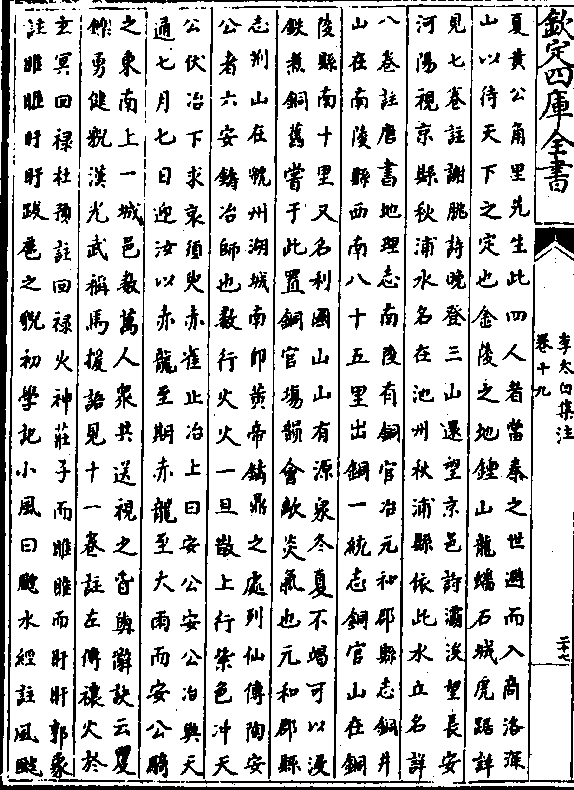 欽定四庫全書
李太白集注
卷十九
二十七
夏黃公角里先生此四人者當秦之世避而入商洛深
山以待天下之定也金陵之地鍾山龍蟠石城虎踞詳
見七卷註謝朓詩晚登三山還望京邑詩灞涘望長安
河陽視京縣秋浦水名在池州秋浦縣依此水立名詳
八卷註唐書地理志南陵有銅官冶元和郡縣志銅井
山在南陵縣西南八十五里出銅一統志銅官山在銅
陵縣南十里又名利國山山有源泉冬夏不竭可以浸
鐵煮銅舊嘗于此置銅官塲韻會歊炎氣也元和郡縣
志荆山在虢州湖城南即黃帝鑄鼎之處列仙傳陶安
公者六安鑄冶師也數行火火一旦散上行紫色冲天
公伏冶下求哀須臾赤雀止冶上曰安公安公冶與天
通七月七日迎汝以赤龍至期赤龍至大雨而安公騎
之東南上一城邑數萬人衆共送視之皆與辭訣云矍
鑠勇健貌漢光武稱馬援語見十一卷註左傳禳火於
玄冥回禄杜預註回禄火神莊子而睢睢而盱盱郭象
註睢睢盱盱跋扈之貌初學記小風曰颸水經註風颸